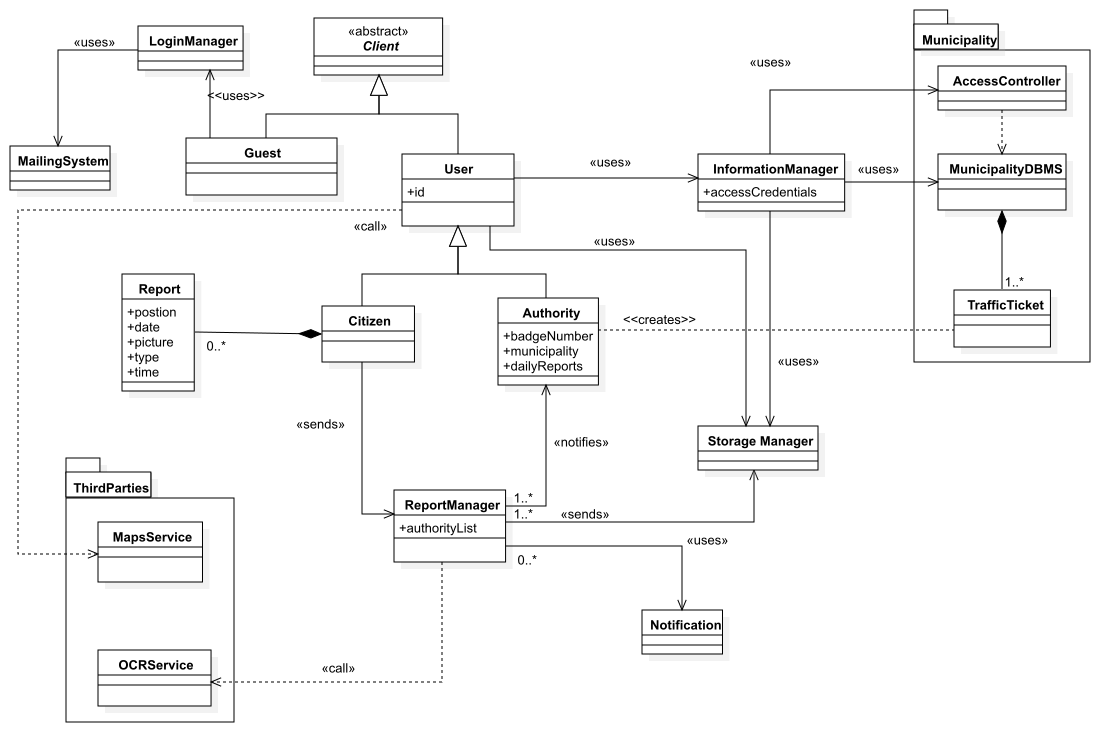 «abstract»
Client
LoginManager
«uses»
Municipality
«uses»
AccessController
<<uses>>
MailingSystem
Guest
User
+id
«uses»
InformationManager
+accessCredentials
«uses»
MunicipalityDBMS
«call»
«uses»
1..*
TrafficTicket
Report
+postion
+date
+picture
+type
+time
0..*
Citizen
Authority
+badgeNumber
+municipality
+dailyReports
<<creates>>
«uses»
«sends»
«notifies»
Storage Manager
ThirdParties
MapsService
ReportManager
+authorityList
1..*
1..*
«sends»
0..*
«uses»
Notification
OCRService
«call»